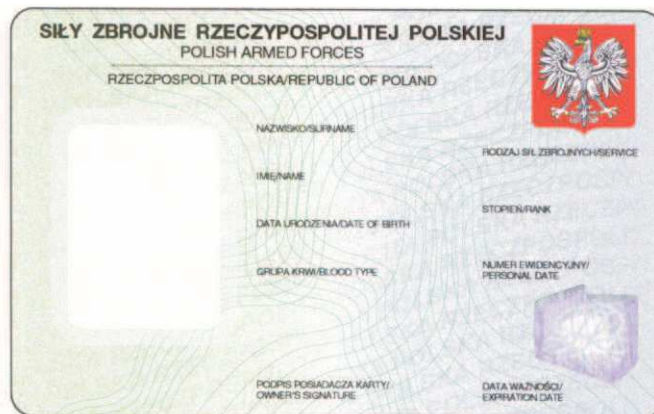 SIŁY ZBROJNE RZECZYPOSPOLITEJ POLSKIEJ
POLISH ARMED FORCES
RZECZPOSPOLITA POLSKA/REPUBLIC OF POLAND
NAZWISKO/SURNAME
RODZAJ SIŁ ZBROJNYCH/SERVICE
IMIĘ/NAME
STOPIEŃ/RANK
DATA URODZENIA/DATE OF BIRTH
GRUPA KRWI/BLOOD TYPE
NUMER EWIDENCYJNY/
PERSONAL DATE
PODPIS POSIADACZA KARTY/
OWNER'S SIGNATURE
DATA WAŻNOŚCI/
EXPIRATION DATE